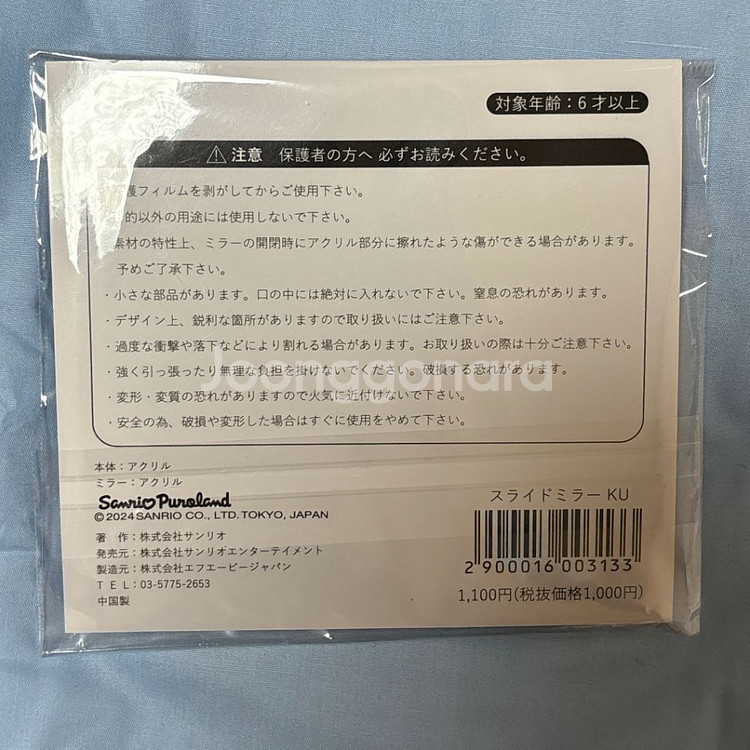 対象年齢：6才以上
⚠注意 保護者の方へ 必ずお読みください。
護フィルムを剥がしてからご使用下さい。
的以外の用途には使用しないで下さい。
素材の特性上、ミラーの開閉時にアクリル部分に擦れたような傷ができる場合があります。
予めご了承下さい。
・小さな部品があります。口の中には絶対に入れないで下さい。窒息の恐れがあります。
・デザイン上、鋭利な箇所がありますので取り扱いにはご注意下さい。
・過度な衝撃や落下などにより割れる場合があります。お取り扱いの際は十分ご注意下さい。
・強く引っ張ったり無理な負担を掛けないでください。破損する恐れがあります。
・変形・変質の恐れがありますので火気に近付けないで下さい。
・安全の為、破損や変形した場合はすぐに使用をやめて下さい。
Joonggonara
本体：アクリル
ミラー：アクリル
Sanrio Puroland
© 2024 SANRIO CO., LTD. TOKYO, JAPAN
著 作：株式会社サンリオ
発売元：株式会社サンリオエンターテイメント
製造元：株式会社エフエービージャパン
ＴＥＬ：03-5775-2653
中国製
スライドミラー KU
2 900016 003133
1,100円(税抜価格1,000円)